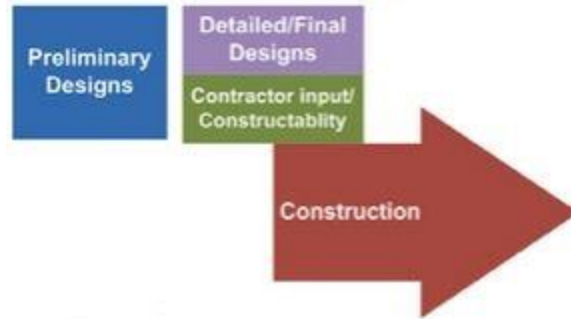 Preliminary
Designs
Detailed/Final
Designs
Contractor input/
Constructablity
Construction